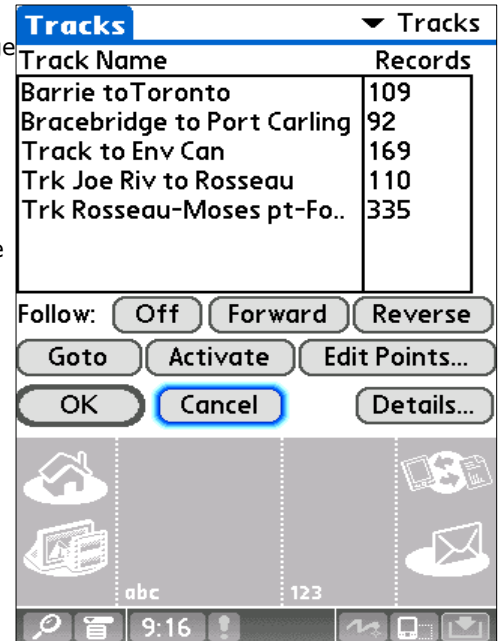 Tracks Tracks
Track Name Records
Barrie toToronto 109
Bracebridge to Port Carling 92
Track to Env Can 169
Trk Joe Riv to Rosseau 110
Trk Rosseau-Moses pt-Fo.. 335
Follow: Off Forward Reverse
Goto Activate Edit Points...
OK Cancel Details...
abc 123
9:16